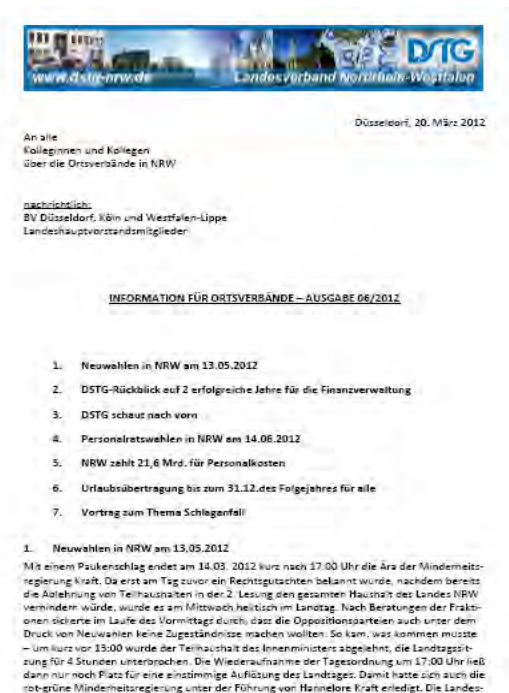 DSTG
www.dstg-nrw.de Landesverband Nordrhein-Westfalen
Düsseldorf, 20. März 2012
An alle
Kolleginnen und Kollegen
über die Ortsverbände in NRW
nachrichtlich:
BV Düsseldorf, Köln und Westfalen-Lippe
Landeshauptvorstandsmitglieder
INFORMATION FÜR ORTSVERBÄNDE – AUSGABE 06/2012
1. Neuwahlen in NRW am 13.05.2012
2. DSTG-Rückblick auf 2 erfolgreiche Jahre für die Finanzverwaltung
3. DSTG schaut nach vorn
4. Personalratswahlen in NRW am 14.06.2012
5. NRW zahlt 21,6 Mrd. für Personalkosten
6. Urlaubsübertragung bis zum 31.12.des Folgejahres für alle
7. Vortrag zum Thema Schlaganfall
1. Neuwahlen in NRW am 13.05.2012
Mit einem Paukenschlag endet am 14.03. 2012 kurz nach 17:00 Uhr die Ära der Minderheits-
regierung Kraft. Da erst am Tag zuvor ein Rechtsgutachten bekannt wurde, nachdem bereits
die Ablehnung von Teilhaushalten in der 2. Lesung den gesamten Haushalt des Landes NRW
verhindern würde, wurde es am Mittwoch hektisch im Landtag. Nach Beratungen der Frakti-
onen sickerte im Laufe des Vormittags durch, dass die Oppositionsparteien auch unter dem
Druck von Neuwahlen keine Zugeständnisse machen wollten. So kam, was kommen musste
– um kurz vor 13:00 wurde der Teilhaushalt des Innenministers abgelehnt, die Landtagssit-
zung für 4 Stunden unterbrochen. Die Wiederaufnahme der Tagesordnung um 17:00 Uhr ließ
dann nur noch Platz für eine einstimmige Auflösung des Landtages. Damit hatte sich auch die
rot-grüne Minderheitsregierung unter der Führung von Hannelore Kraft erledigt. Die Landes-